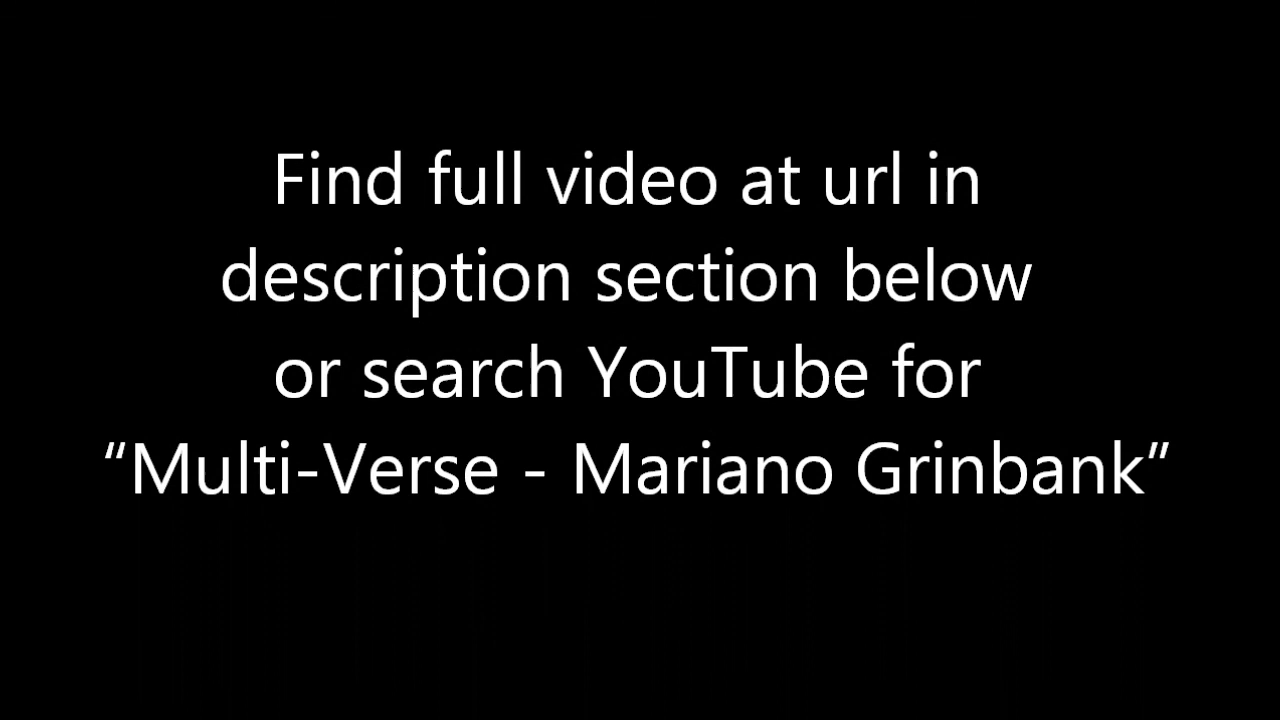 Find full video at url in
description section below
or search YouTube for
“Multi-Verse - Mariano Grinbank”